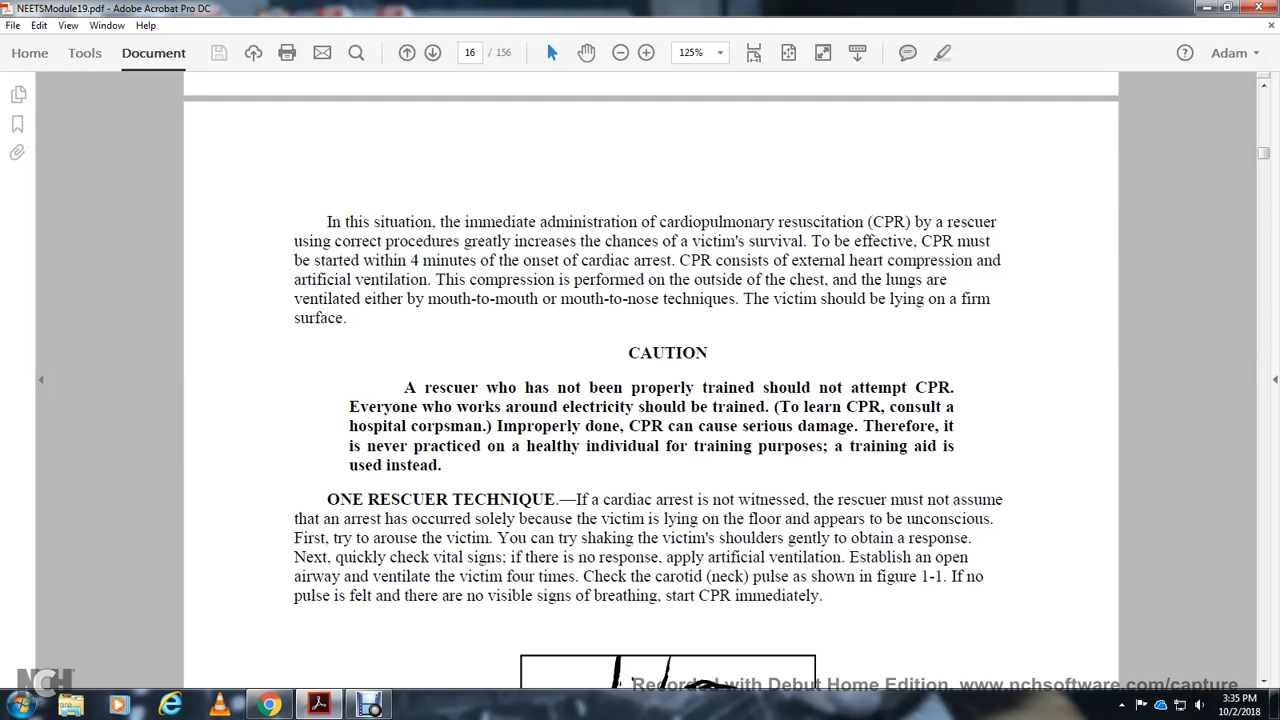 NEETSModule19.pdf - Adobe Acrobat Pro DC
File Edit View Window Help
Home Tools Document 16 / 156 125% Adam
In this situation, the immediate administration of cardiopulmonary resuscitation (CPR) by a rescuer
using correct procedures greatly increases the chances of a victim's survival. To be effective, CPR must
be started within 4 minutes of the onset of cardiac arrest. CPR consists of external heart compression and
artificial ventilation. This compression is performed on the outside of the chest, and the lungs are
ventilated either by mouth-to-mouth or mouth-to-nose techniques. The victim should be lying on a firm
surface.
CAUTION
A rescuer who has not been properly trained should not attempt CPR.
Everyone who works around electricity should be trained. (To learn CPR, consult a
hospital corpsman.) Improperly done, CPR can cause serious damage. Therefore, it
is never practiced on a healthy individual for training purposes; a training aid is
used instead.
ONE RESCUER TECHNIQUE.—If a cardiac arrest is not witnessed, the rescuer must not assume
that an arrest has occurred solely because the victim is lying on the floor and appears to be unconscious.
First, try to arouse the victim. You can try shaking the victim's shoulders gently to obtain a response.
Next, quickly check vital signs; if there is no response, apply artificial ventilation. Establish an open
airway and ventilate the victim four times. Check the carotid (neck) pulse as shown in figure 1-1. If no
pulse is felt and there are no visible signs of breathing, start CPR immediately.
NCH
Recorded with Debut Home Edition. www.nchsoftware.com/capture
3:35 PM
10/2/2018